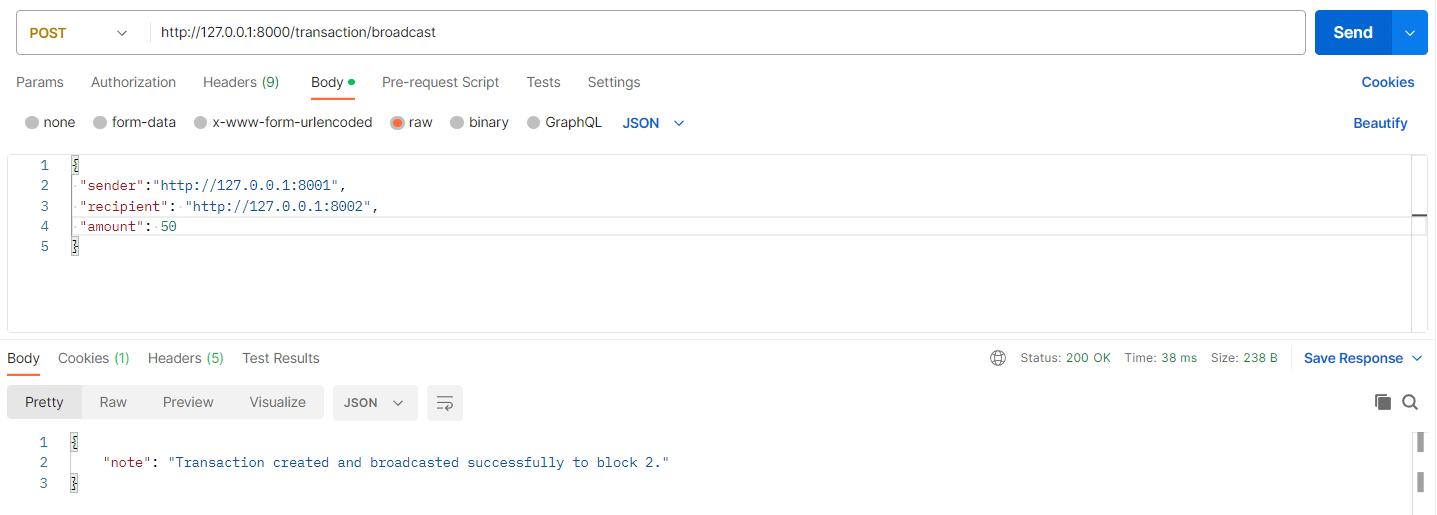 POST http://127.0.0.1:8000/transaction/broadcast Send
Params Authorization Headers (9) Body Pre-request Script Tests Settings Cookies
none form-data x-www-form-urlencoded raw binary GraphQL JSON Beautify
1 {
2 "sender":"http://127.0.0.1:8001",
3 "recipient": "http://127.0.0.1:8002",
4 "amount": 50
5 }
Body Cookies (1) Headers (5) Test Results Status: 200 OK Time: 38 ms Size: 238 B Save Response
Pretty Raw Preview Visualize JSON
1 {
2 "note": "Transaction created and broadcasted successfully to block 2."
3 }